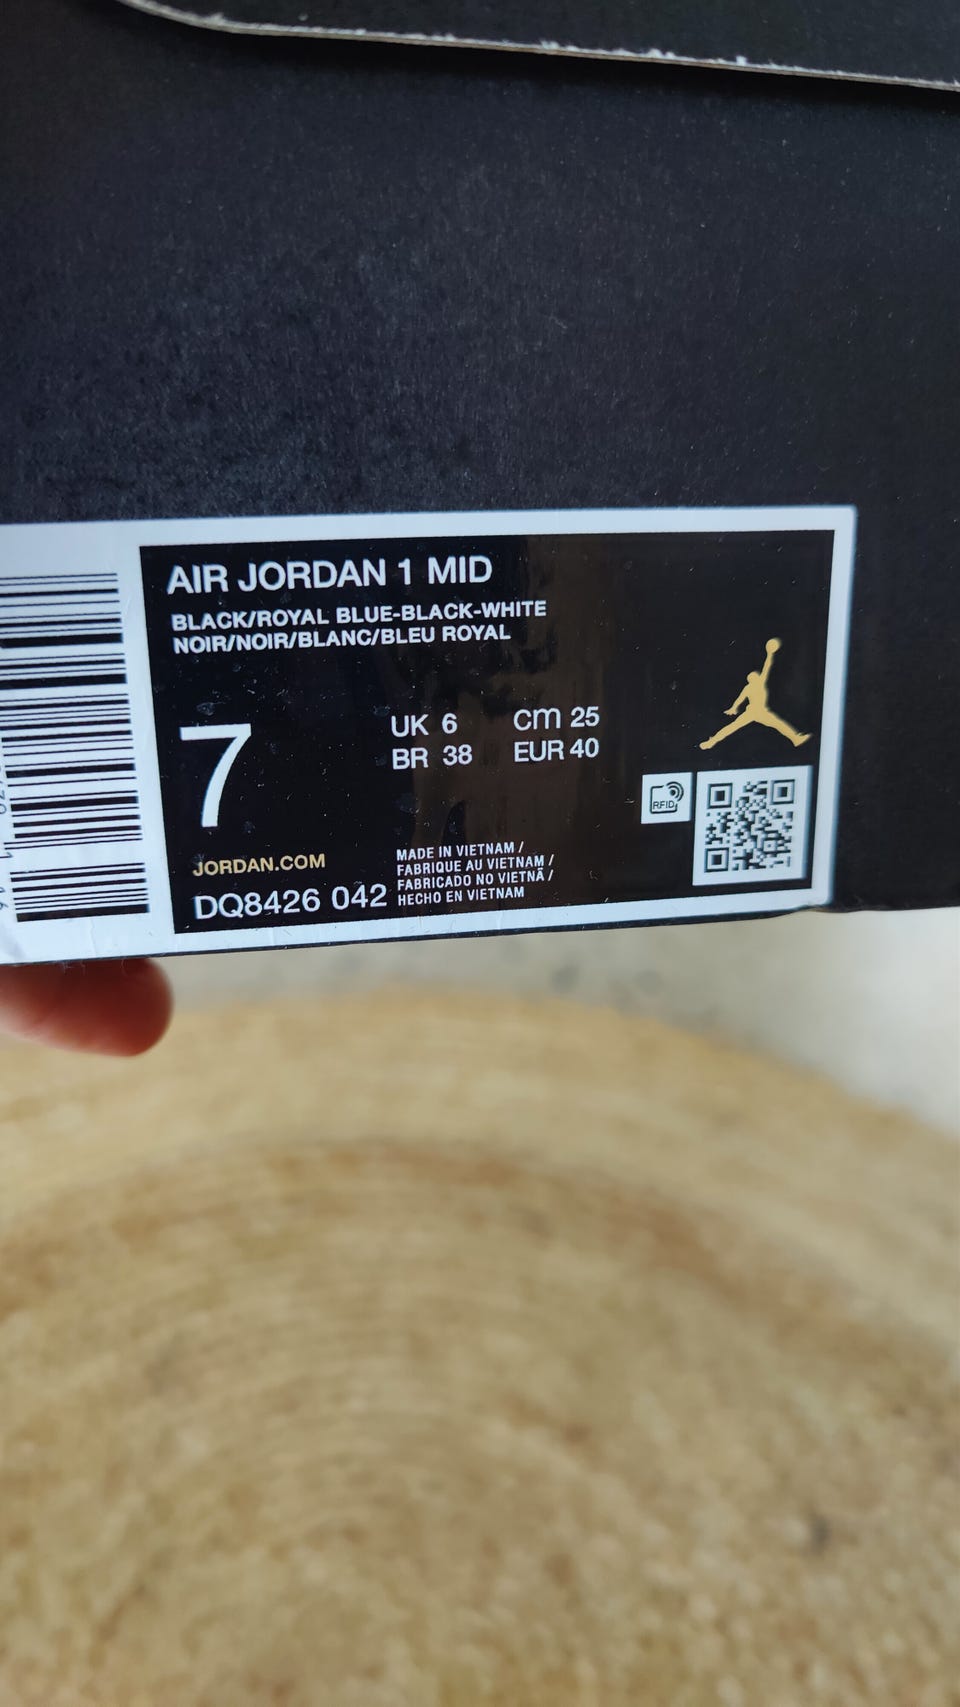 AIR JORDAN 1 MID
BLACK/ROYAL BLUE-BLACK-WHITE
NOIR/NOIR/BLANC/BLEU ROYAL
7
UK 6
cm 25
BR 38
EUR 40
RFID
JORDAN.COM
DQ8426 042
MADE IN VIETNAM /
FABRIQUE AU VIETNAM /
FABRICADO NO VIETNÃ /
HECHO EN VIETNAM